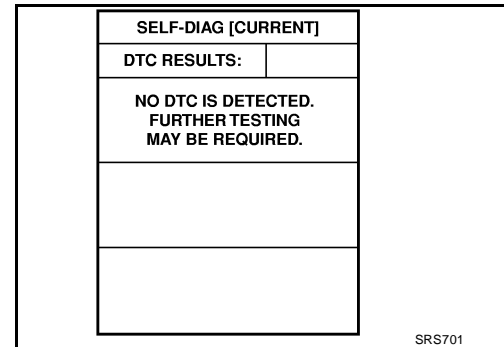 SELF-DIAG [CURRENT]
DTC RESULTS:
NO DTC IS DETECTED.
FURTHER TESTING
MAY BE REQUIRED.
SRS701